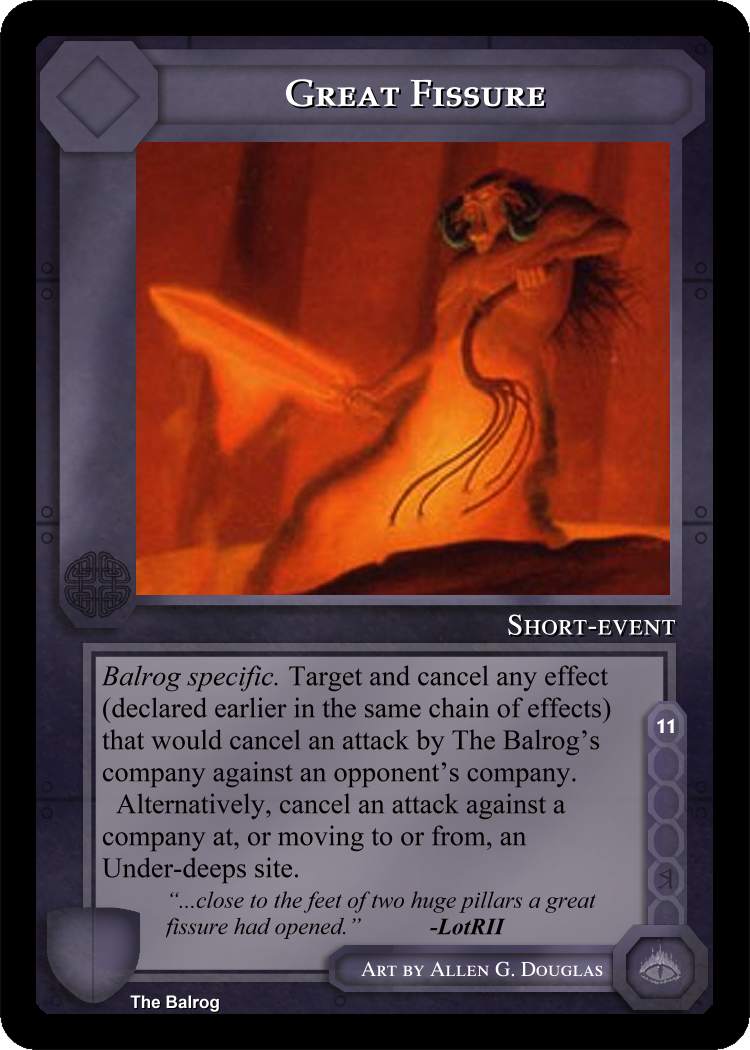 Great Fissure
Short-event
Balrog specific. Target and cancel any effect
(declared earlier in the same chain of effects)
that would cancel an attack by The Balrog’s
company against an opponent’s company.
Alternatively, cancel an attack against a
company at, or moving to or from, an
Under-deeps site.
“...close to the feet of two huge pillars a great
fissure had opened.” -LotRII
11
Art by Allen G. Douglas
The Balrog